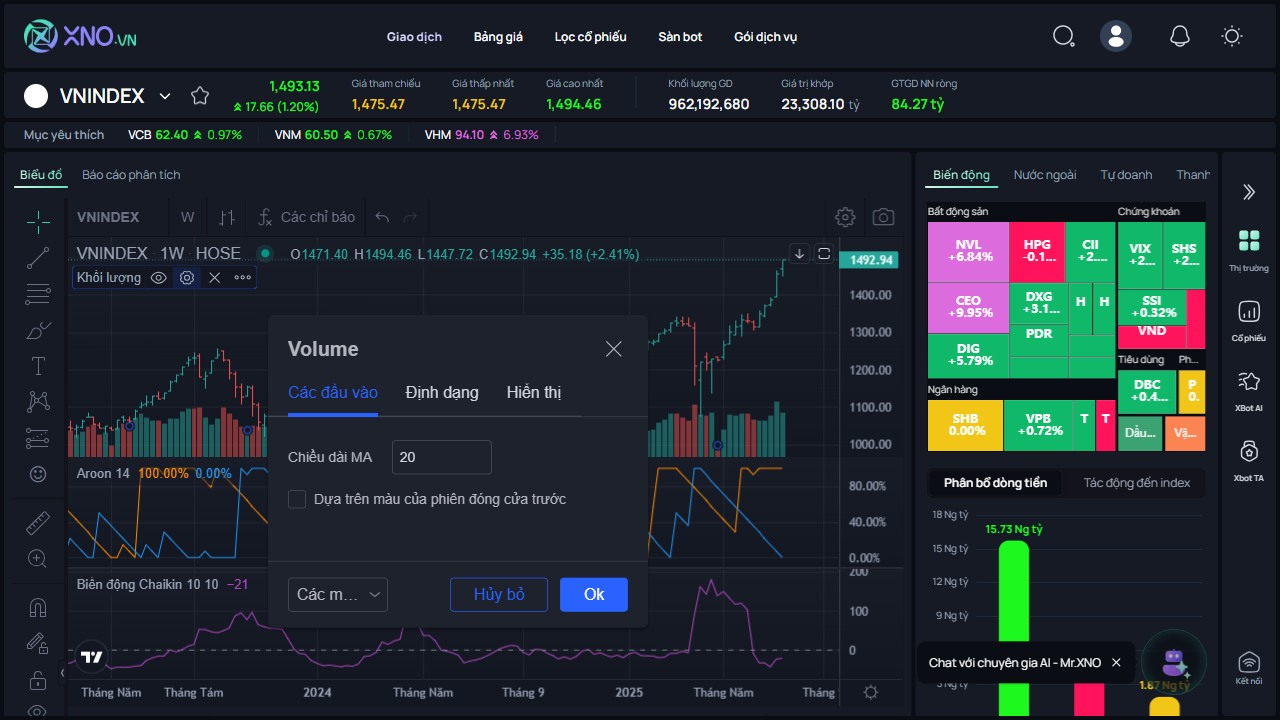 XNO.VN
Giao dịch
Bảng giá
Lọc cổ phiếu
Sàn bot
Gói dịch vụ
VNINDEX
1,493.13
17.66 (1.20%)
Giá tham chiếu
1,475.47
Giá thấp nhất
1,475.47
Giá cao nhất
1,494.46
Khối lượng GD
962,192,680
Giá trị khớp
23,308.10 tỷ
GTGD NN ròng
84.27 tỷ
Mục yêu thích
VCB 62.40 0.97%
VNM 60.50 0.67%
VHM 94.10 6.93%
Biểu đồ
Báo cáo phân tích
VNINDEX
W
Các chỉ báo
VNINDEX · 1W · HOSE
O1471.40 H1494.46 L1447.72 C1492.94 +35.18 (+2.41%)
Khối lượng
1492.94
1400.00
1300.00
1200.00
1100.00
1000.00
Aroon 14 100.00% 0.00%
80.00%
40.00%
0.00%
Biên động Chaikin 10 10 −21
200
100
0
Tháng Năm
Tháng Tám
2024
Tháng Năm
Tháng 9
2025
Tháng Năm
Tháng
Volume
Các đầu vào
Định dạng
Hiển thị
Chiều dài MA
20
Dựa trên màu của phiên đóng cửa trước
Các m...
Hủy bỏ
Ok
Biến động
Nước ngoài
Tự doanh
Thanh
Bất động sản
NVL
+6.84%
HPG
-0.1...
CII
+2....
CEO
+9.95%
DXG
+3.1...
H
H
PDR
DIG
+5.79%
Chứng khoán
VIX
+2...
SHS
+2...
SSI
+0.32%
VND
Tiêu dùng
Ph...
DBC
+0.4...
P
0.
Ngân hàng
SHB
0.00%
VPB
+0.72%
T
T
Dầu...
Vậ...
Phân bổ dòng tiền
Tác động đến index
18 Ng tỷ
15.73 Ng tỷ
15 Ng tỷ
12 Ng tỷ
9 Ng tỷ
Chat với chuyên gia AI - Mr.XNO
1.87 Ng tỷ
Thị trường
Cổ phiếu
XBot AI
Xbot TA
Kết nối